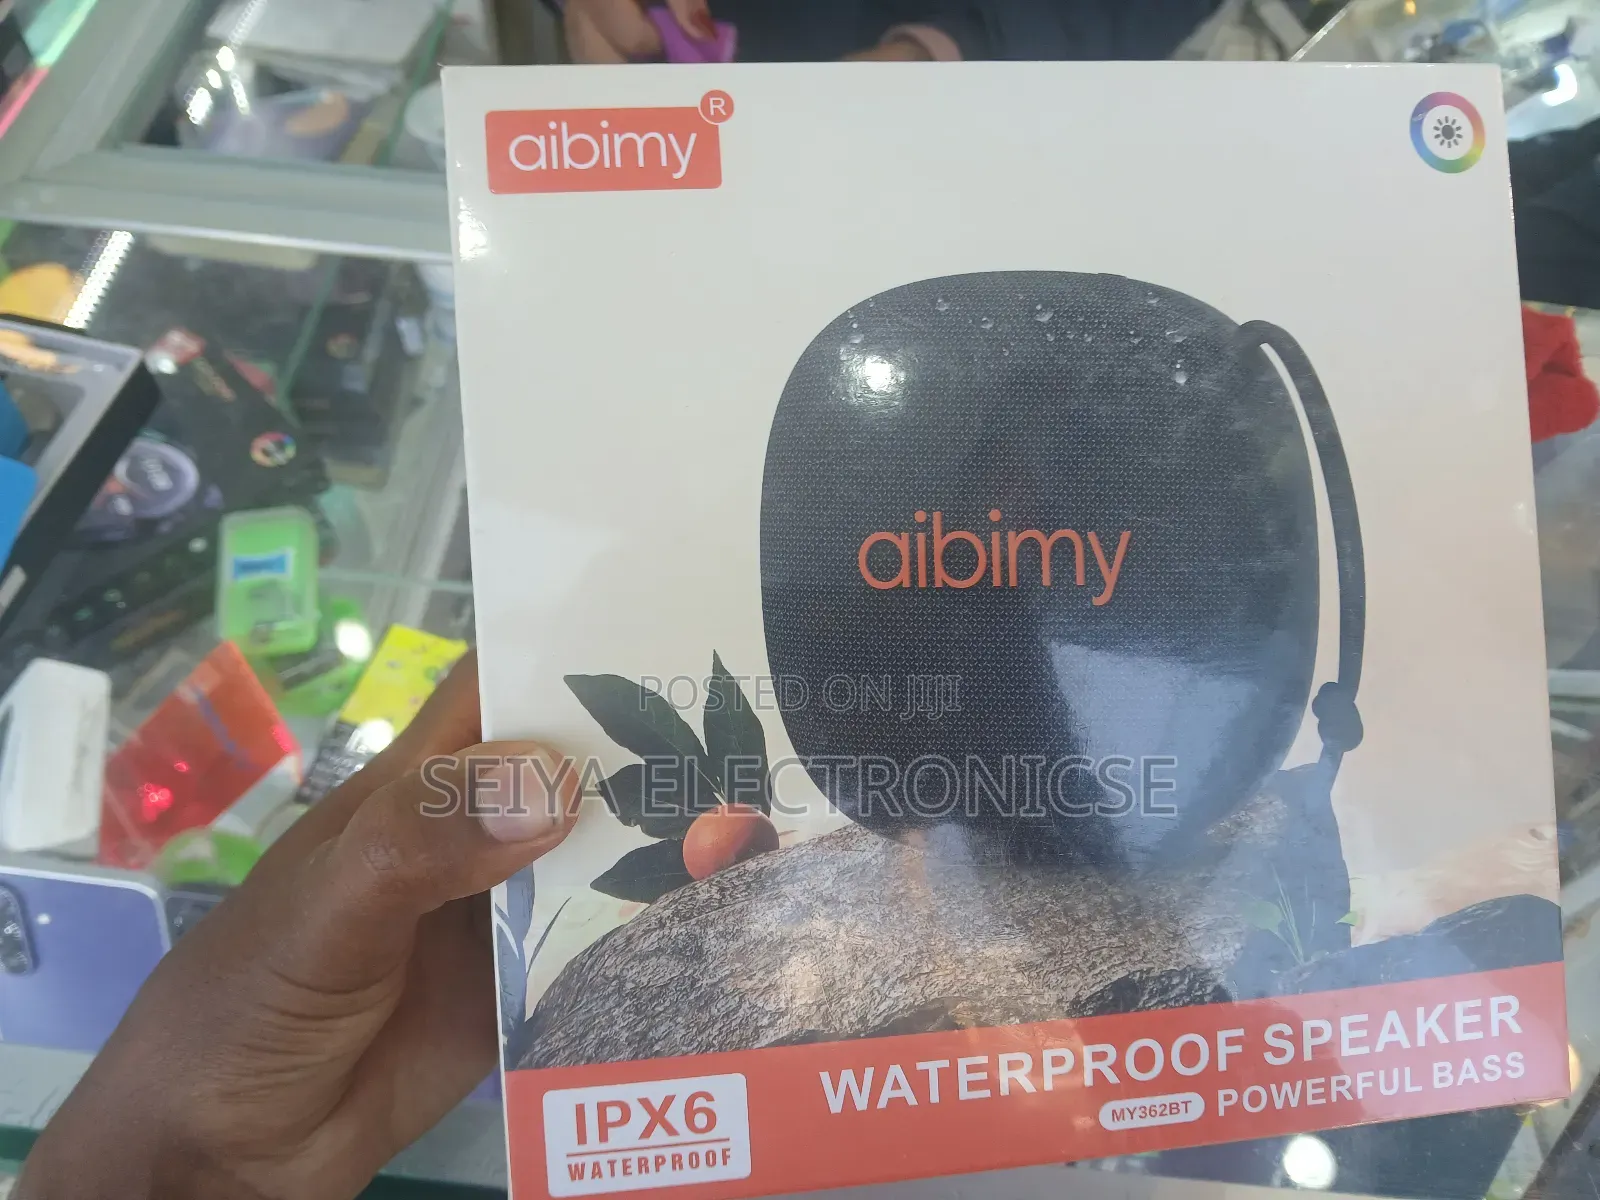 aibimy R
aibimy
POSTED ON JIJI
SEIYA ELECTRONICSE
WATERPROOF SPEAKER
MY362BT POWERFUL BASS
IPX6
WATERPROOF